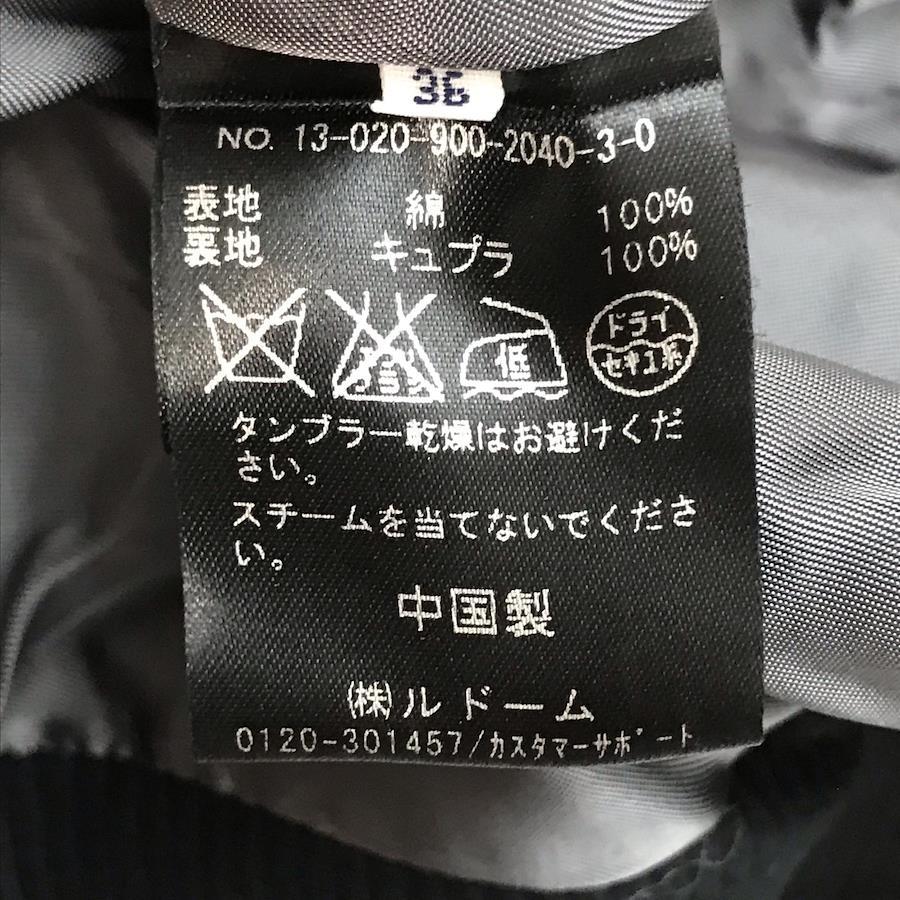 36
NO. 13-020-900-2040-3-0
表地 綿 100%
裏地 キュプラ 100%
低
ドライ
セキユ系
タンブラー乾燥はお避けくだ
さい。
スチームを当てないでくださ
い。
中国製
(株)ルドーム
0120-301457/カスタマーサポート